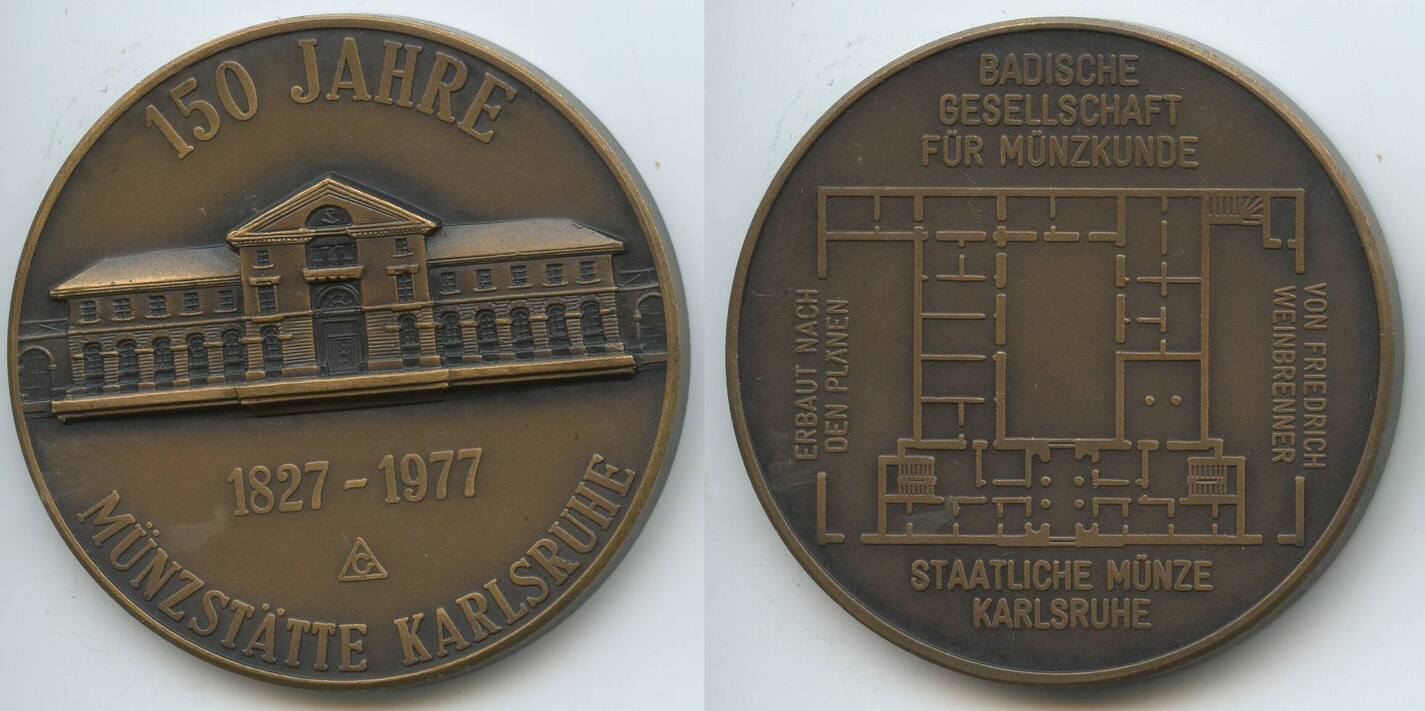 150 JAHRE
1827 - 1977
G
MÜNZSTÄTTE KARLSRUHE
BADISCHE
GESELLSCHAFT
FÜR MÜNZKUNDE
ERBAUT NACH
DEN PLÄNEN
VON FRIEDRICH
WEINBRENNER
STAATLICHE MÜNZE
KARLSRUHE